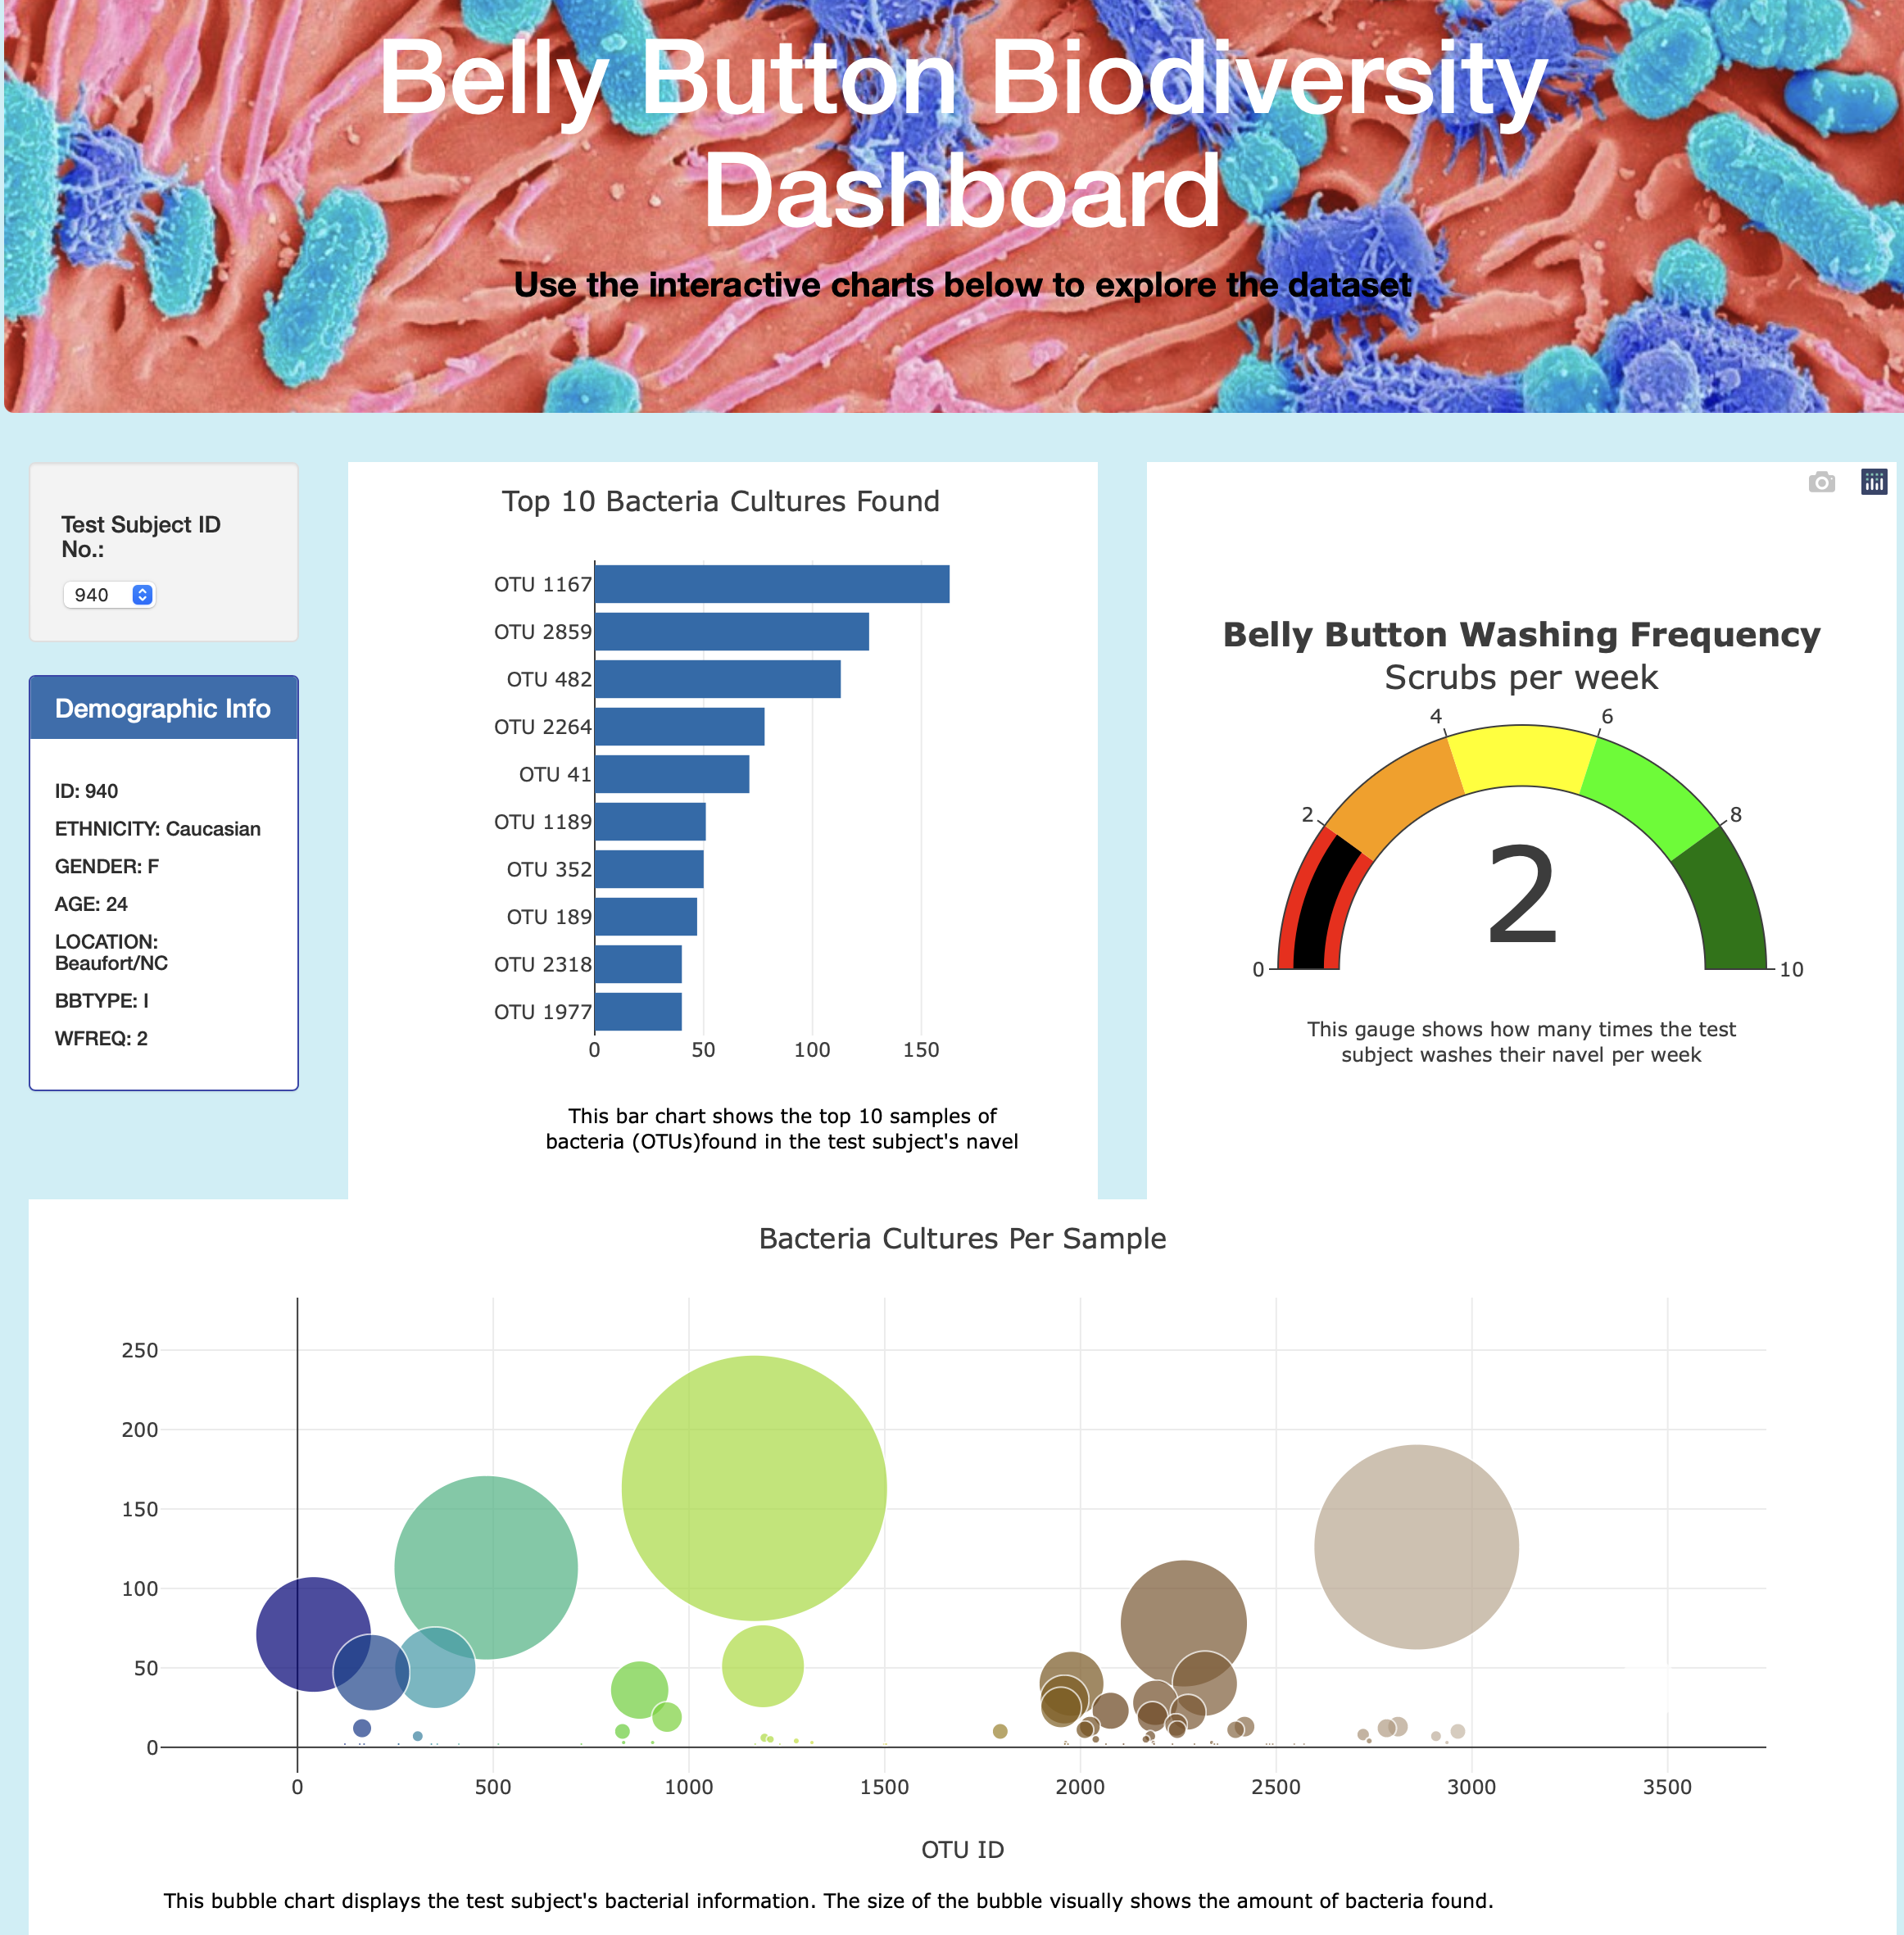 Belly Button Biodiversity
Dashboard
Use the interactive charts below to explore the dataset
Test Subject ID
No.:
940
Demographic Info
ID: 940
ETHNICITY: Caucasian
GENDER: F
AGE: 24
LOCATION:
Beaufort/NC
BBTYPE: I
WFREQ: 2
Top 10 Bacteria Cultures Found
OTU 1167
OTU 2859
OTU 482
OTU 2264
OTU 41
OTU 1189
OTU 352
OTU 189
OTU 2318
OTU 1977
0 50 100 150
This bar chart shows the top 10 samples of
bacteria (OTUs)found in the test subject's navel
Belly Button Washing Frequency
Scrubs per week
4 6
2 8
2
0 10
This gauge shows how many times the test
subject washes their navel per week
Bacteria Cultures Per Sample
250
200
150
100
50
0
0 500 1000 1500 2000 2500 3000 3500
OTU ID
This bubble chart displays the test subject's bacterial information. The size of the bubble visually shows the amount of bacteria found.